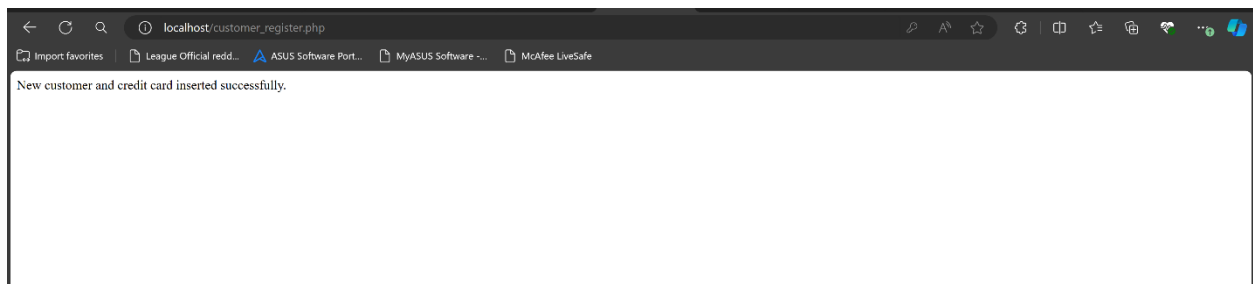 localhost/customer_register.php
Import favorites League Official redd... ASUS Software Port... MyASUS Software -... McAfee LiveSafe
New customer and credit card inserted successfully.